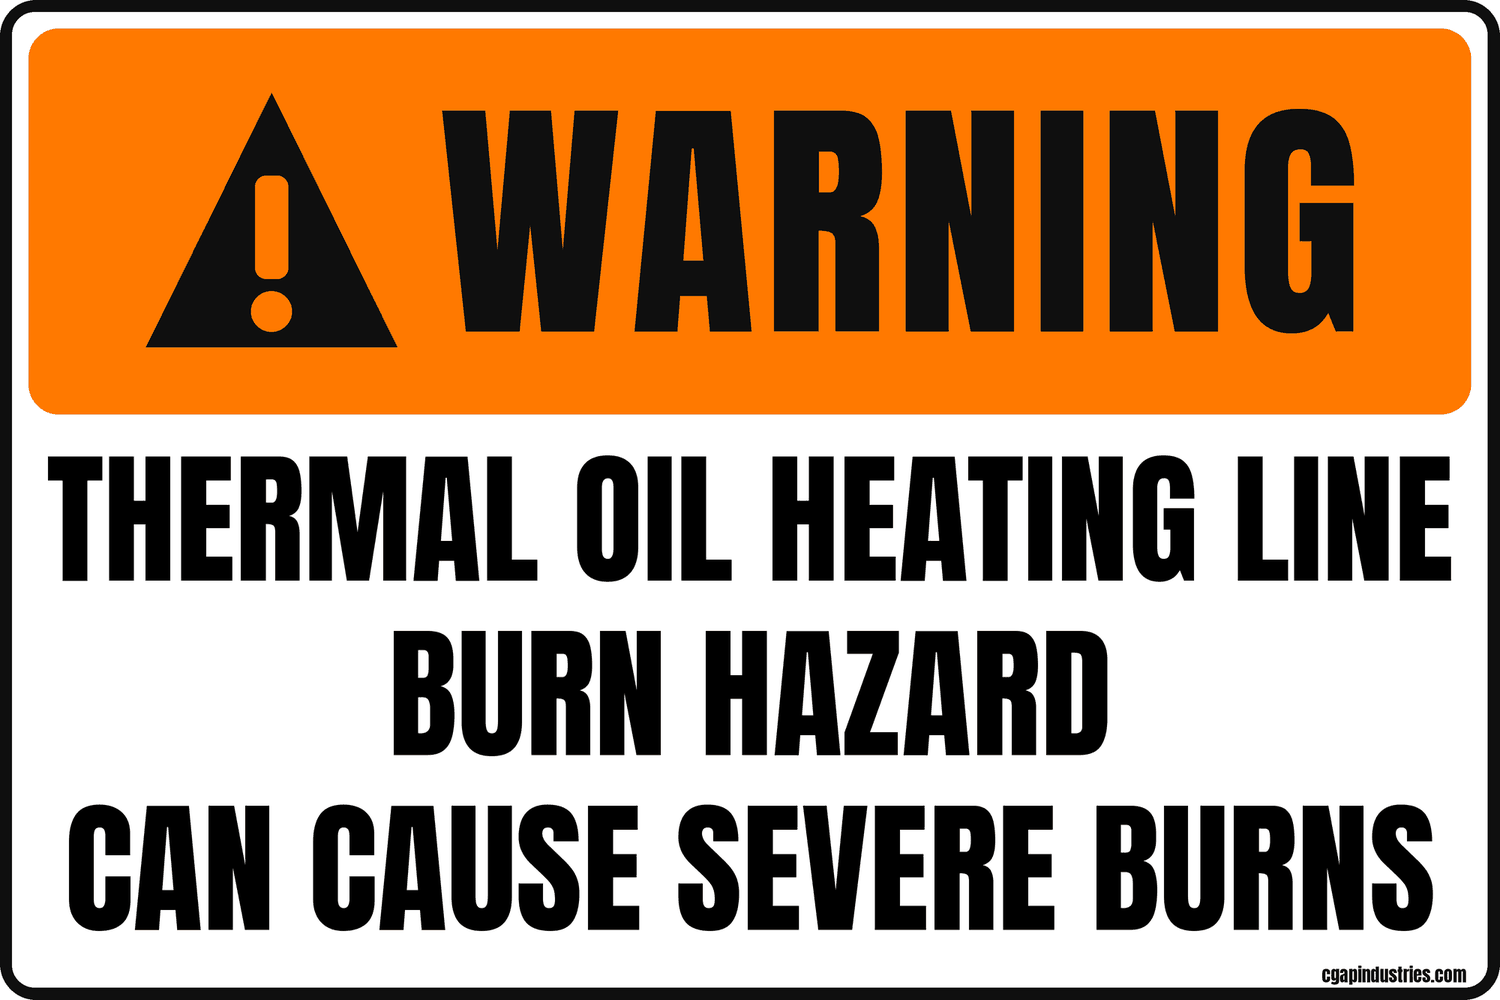 WARNING
THERMAL OIL HEATING LINE
BURN HAZARD
CAN CAUSE SEVERE BURNS
cgapindustries.com